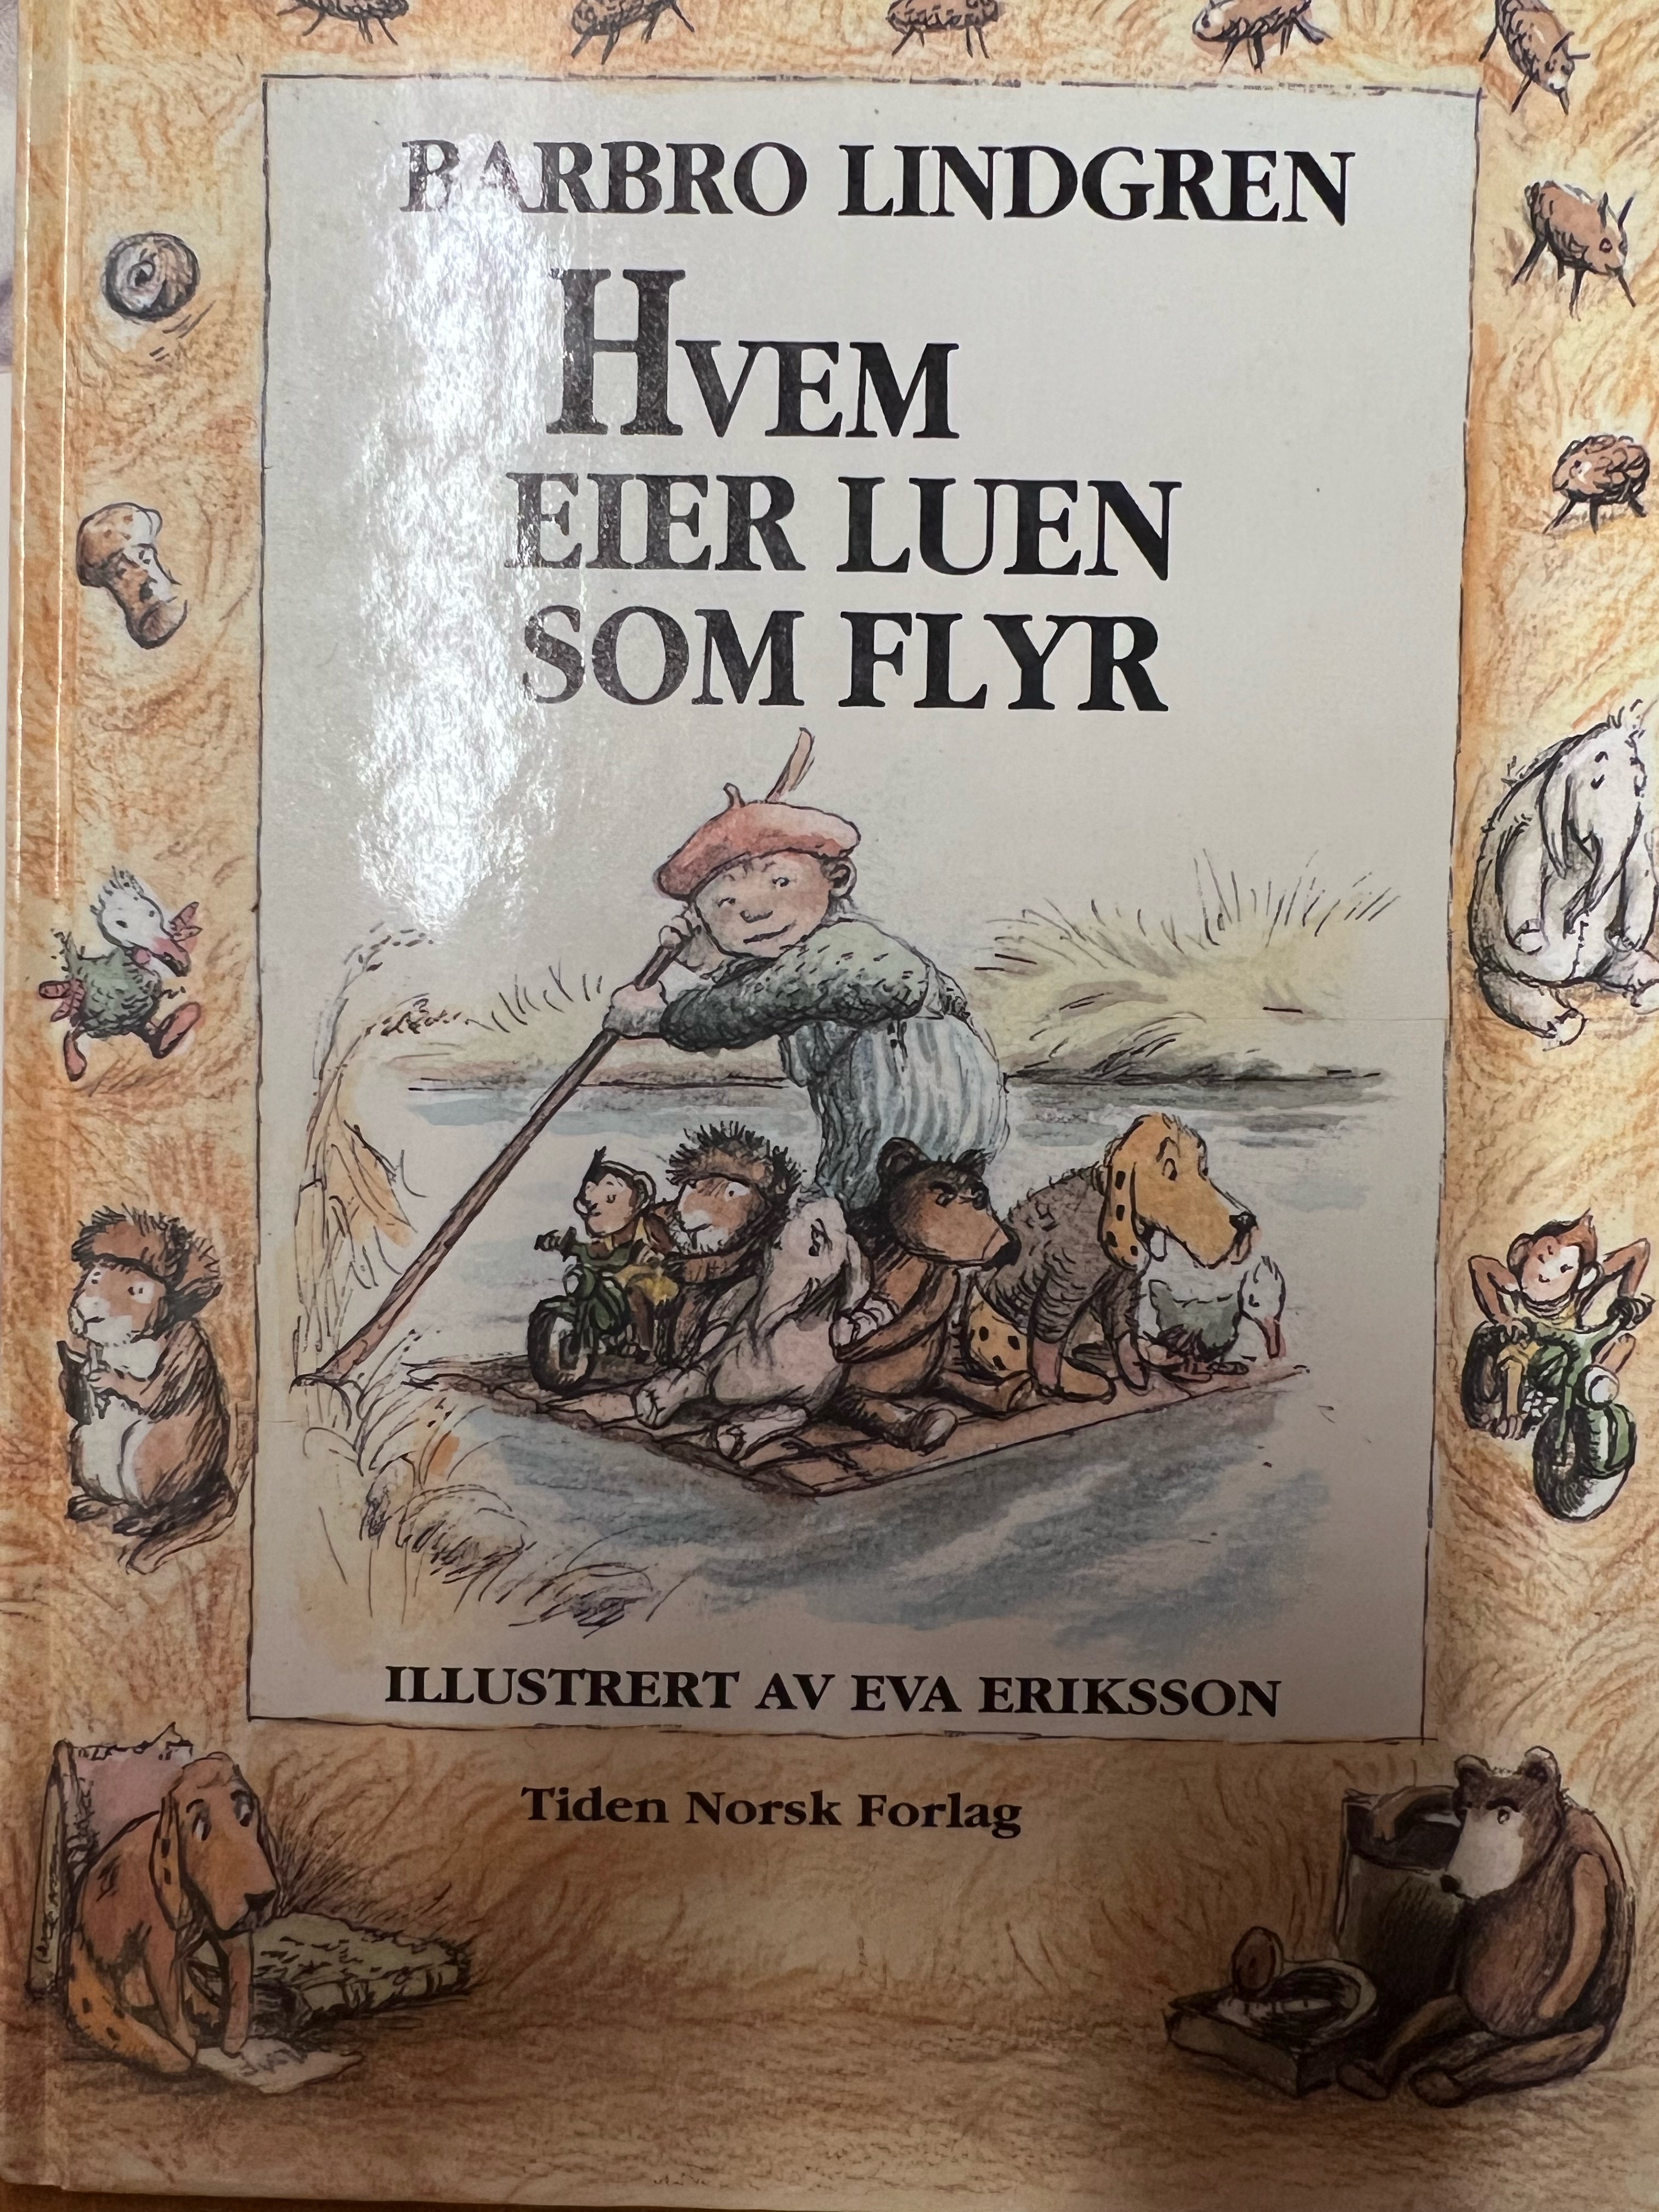 BARBRO LINDGREN
HVEM
EIER LUEN
SOM FLYR
ILLUSTRERT AV EVA ERIKSSON
Tiden Norsk Forlag